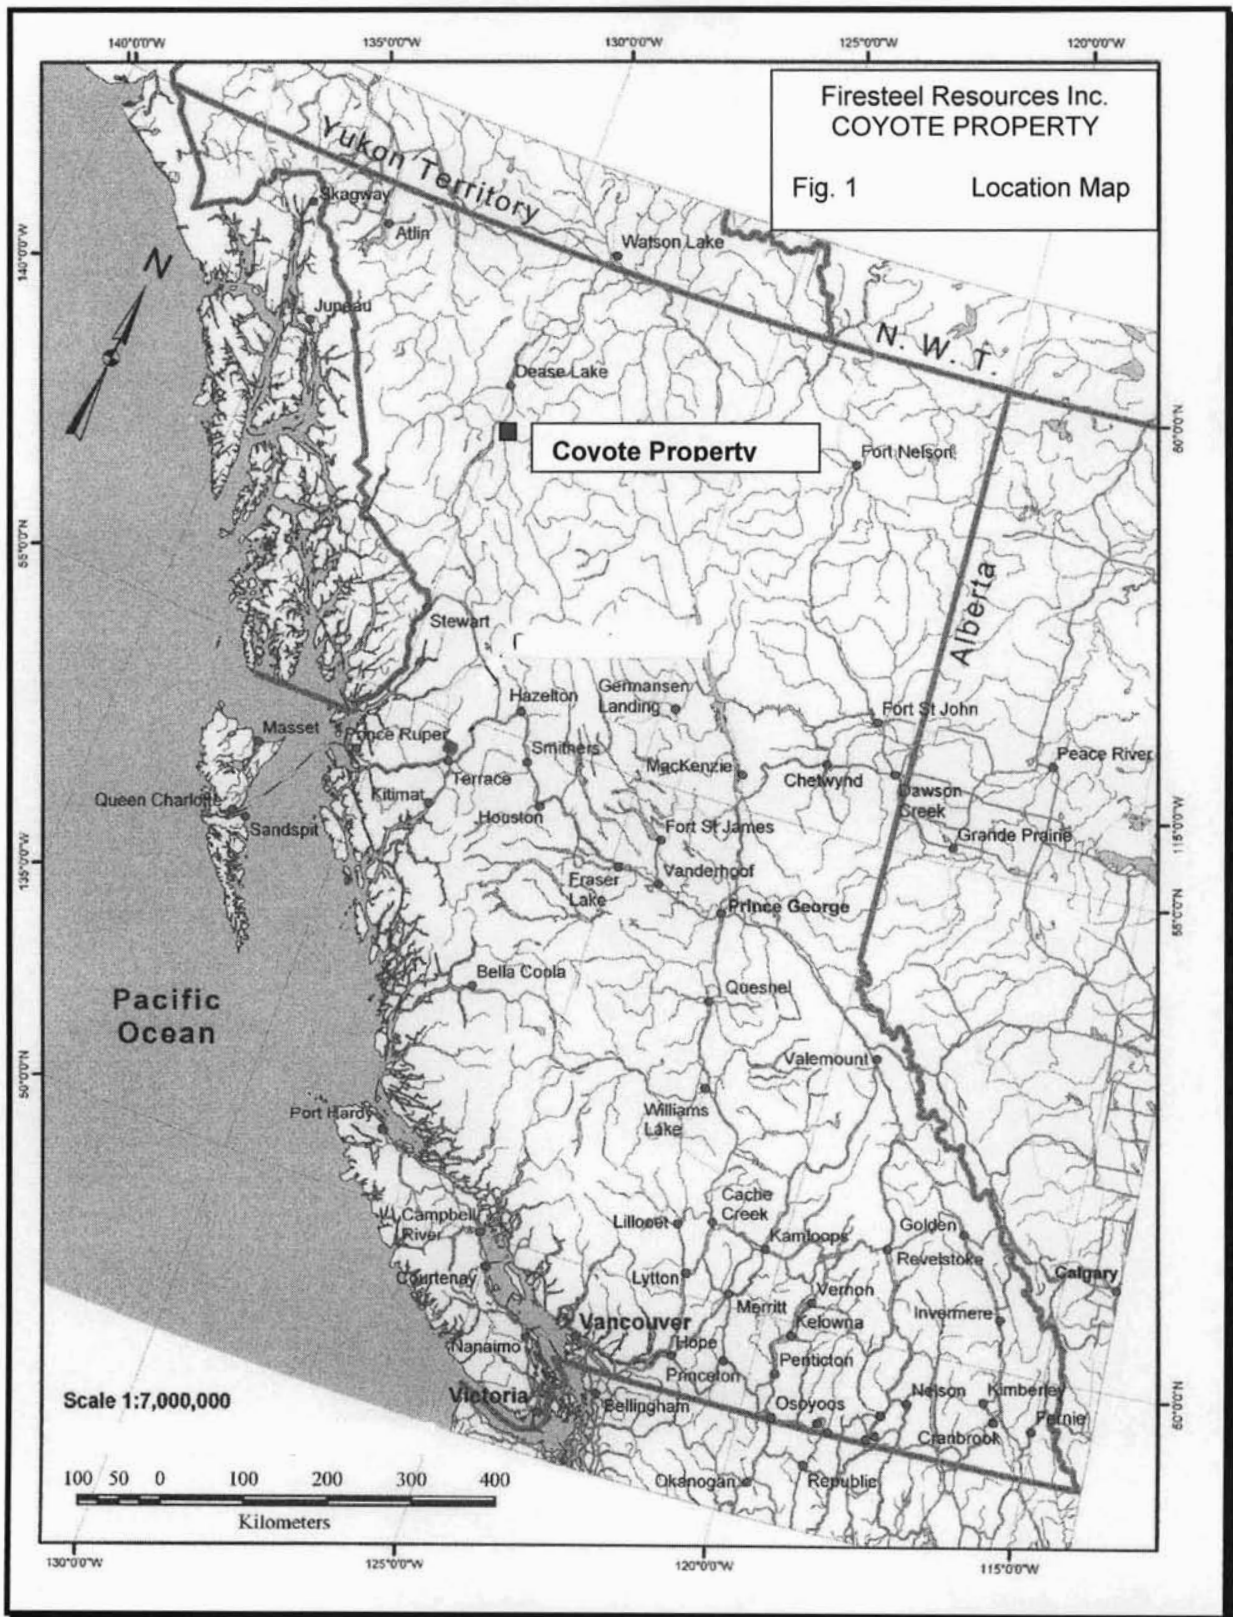 140°0'0"W
135°0'0"W
130°0'0"W
125°0'0"W
120°0'0"W
Firesteel Resources Inc.
COYOTE PROPERTY
Fig. 1 Location Map
Yukon Territory
Skagway
Atlin
Watson Lake
140°0'0"W
N
Juneau
N. W. T.
Dease Lake
60°0'0"N
Coyote Property
Fort Nelson
55°0'0"N
Alberta
Stewart
Hazelton
Germansen
Landing
Fort St John
Masset
Prince Ruper
Smithers
MacKenzie
Chetwynd
Peace River
Terrace
Queen Charlotte
Kitimat
Dawson
Creek
Sandspit
Houston
Fort St James
Grande Prairie
115°0'0"W
135°0'0"W
Fraser
Lake
Vanderhoof
Prince George
55°0'0"N
Bella Coola
Quesnel
Pacific
Ocean
Valemount
50°0'0"N
Port Hardy
Williams
Lake
Campbell
River
Lillooet
Cache
Creek
Golden
Kamloops
Revelstoke
Courtenay
Lytton
Calgary
Vernon
Merritt
Invermere
Vancouver
Kelowna
Nanaimo
Hope
Princeton
Penticton
Scale 1:7,000,000
Victoria
Bellingham
Osoyoos
Nelson
Kimberley
Cranbrook
Fernie
50°0'0"N
100 50 0 100 200 300 400
Kilometers
Okanogan
Republic
130°0'0"W
125°0'0"W
120°0'0"W
115°0'0"W